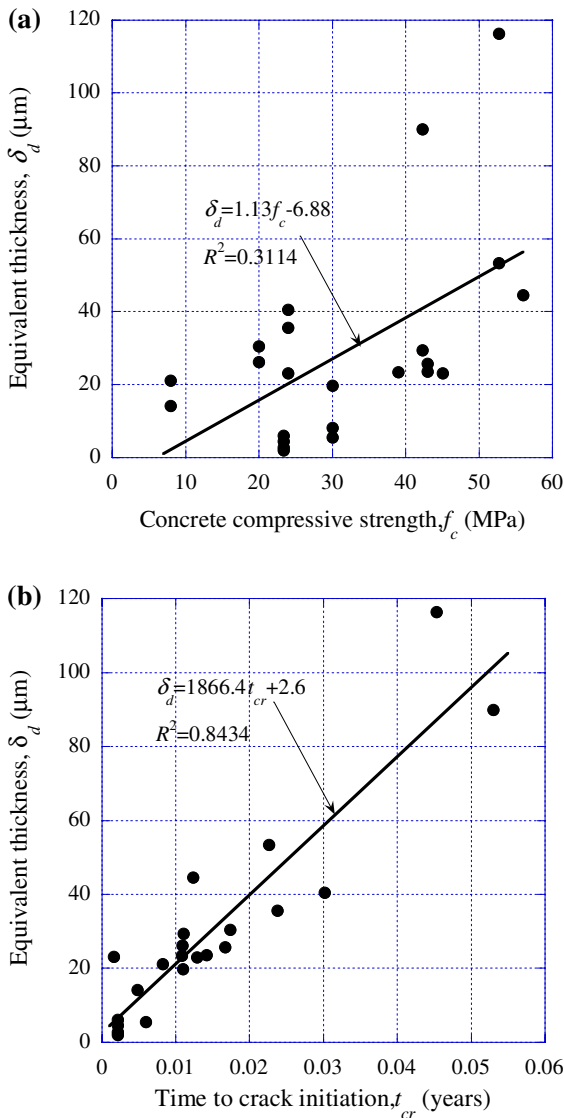 (a)
120
100
80
60
40
20
0
Equivalent thickness, δd (μm)
δd=1.13fc-6.88
R²=0.3114
0 10 20 30 40 50 60
Concrete compressive strength,fc (MPa)
(b)
120
100
80
60
40
20
0
Equivalent thickness, δd (μm)
δd=1866.4tcr+2.6
R²=0.8434
0 0.01 0.02 0.03 0.04 0.05 0.06
Time to crack initiation,tcr (years)